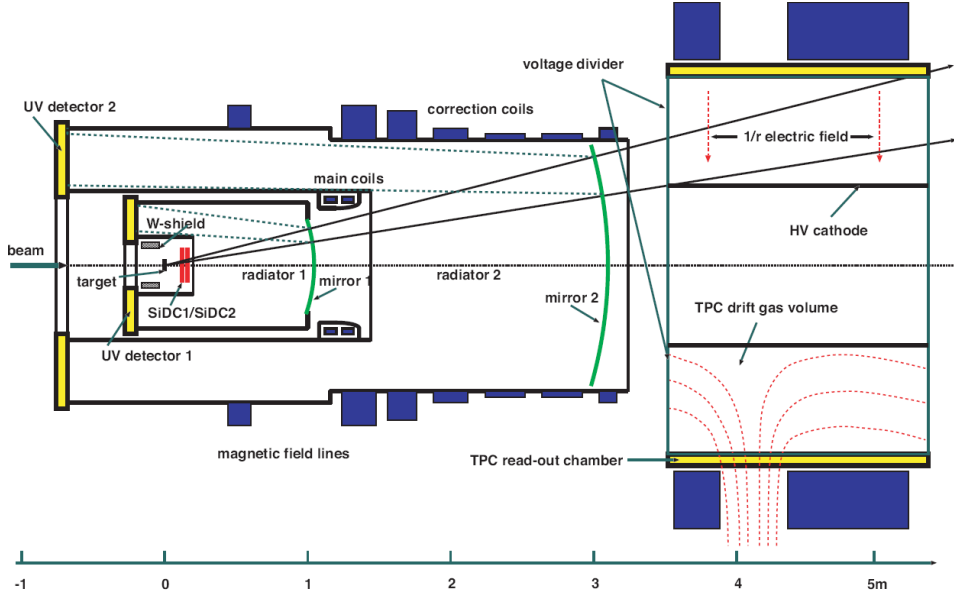 voltage divider
UV detector 2
correction coils
1/r electric field
main coils
W-shield
HV cathode
beam
target
radiator 1
radiator 2
mirror 1
mirror 2
SiDC1/SiDC2
TPC drift gas volume
UV detector 1
magnetic field lines
TPC read-out chamber
-1 0 1 2 3 4 5m